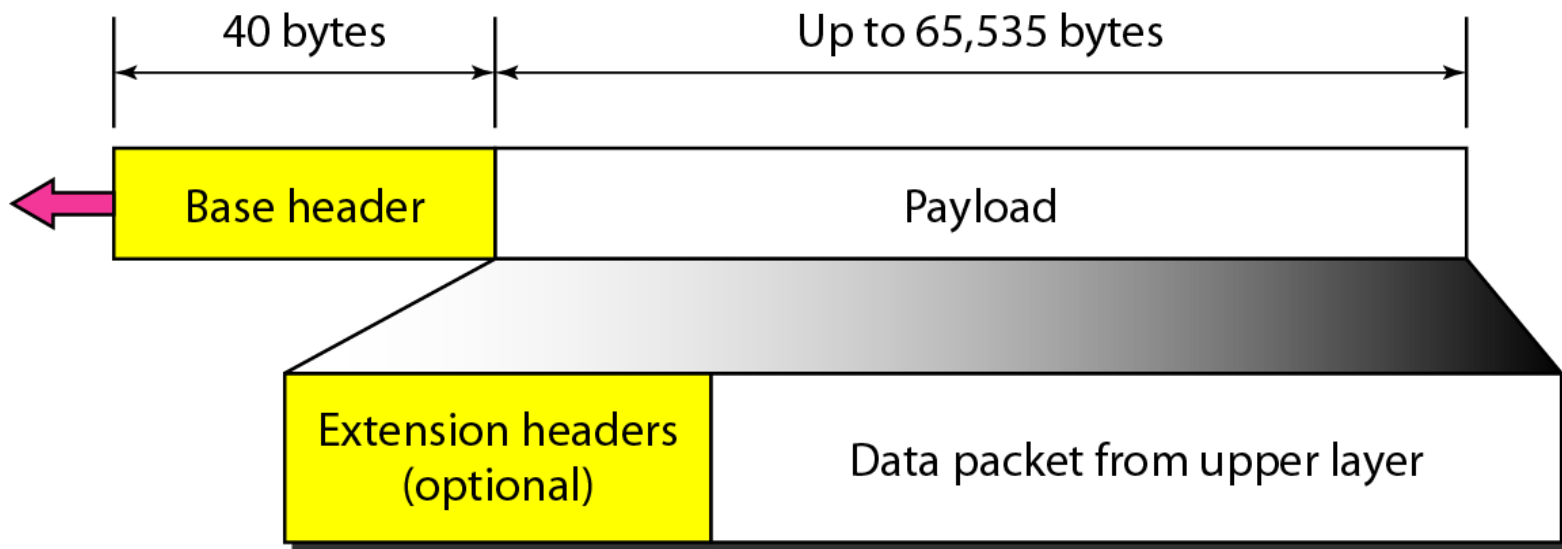 40 bytes
Up to 65,535 bytes
Base header
Payload
Extension headers
(optional)
Data packet from upper layer